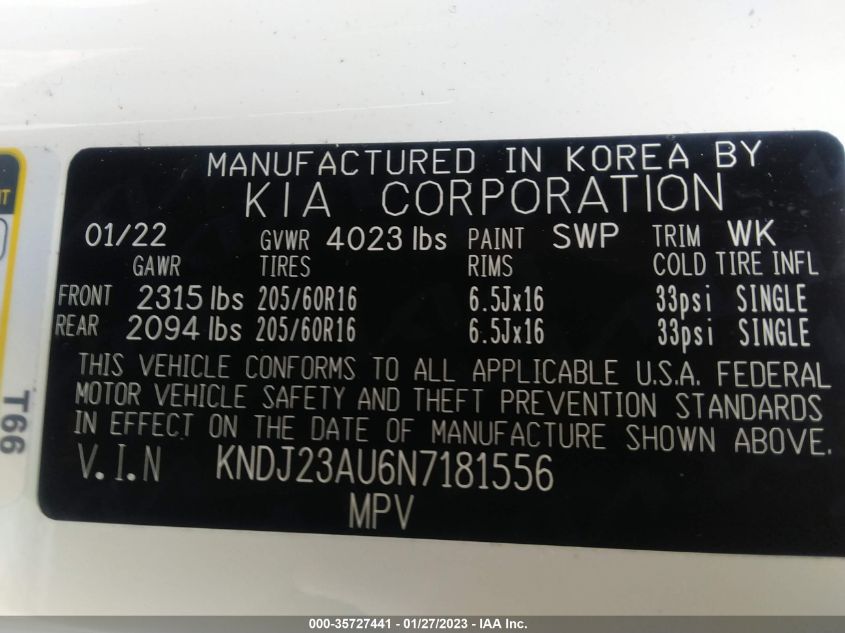 MANUFACTURED IN KOREA BY
KIA CORPORATION
01/22 GVWR 4023 lbs PAINT SWP TRIM WK
GAWR TIRES RIMS COLD TIRE INFL
FRONT 2315 lbs 205/60R16 6.5Jx16 33psi SINGLE
REAR 2094 lbs 205/60R16 6.5Jx16 33psi SINGLE
THIS VEHICLE CONFORMS TO ALL APPLICABLE U.S.A. FEDERAL
MOTOR VEHICLE SAFETY AND THEFT PREVENTION STANDARDS
IN EFFECT ON THE DATE OF MANUFACTURE SHOWN ABOVE.
V.I.N KNDJ23AU6N7181556
MPV
T66
000-35727441 - 01/27/2023 - IAA Inc.